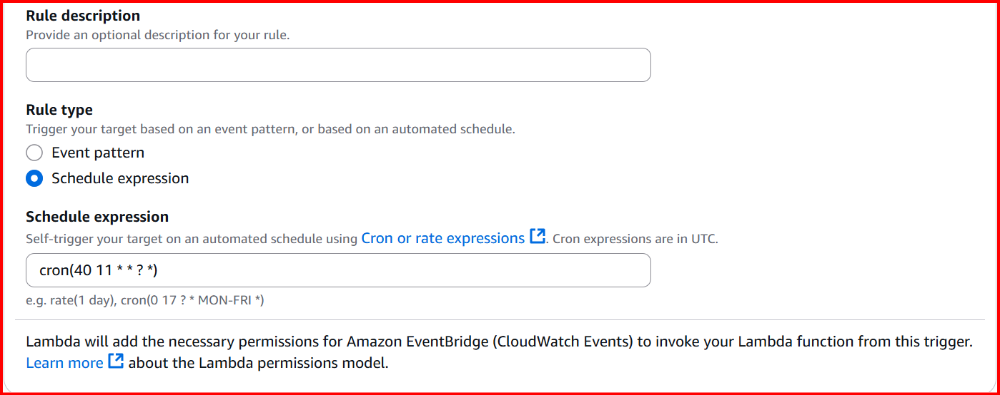 Rule description
Provide an optional description for your rule.
Rule type
Trigger your target based on an event pattern, or based on an automated schedule.
Event pattern
Schedule expression
Schedule expression
Self-trigger your target on an automated schedule using Cron or rate expressions. Cron expressions are in UTC.
cron(40 11 * * ? *)
e.g. rate(1 day), cron(0 17 ? * MON-FRI *)
Lambda will add the necessary permissions for Amazon EventBridge (CloudWatch Events) to invoke your Lambda function from this trigger.
Learn more about the Lambda permissions model.